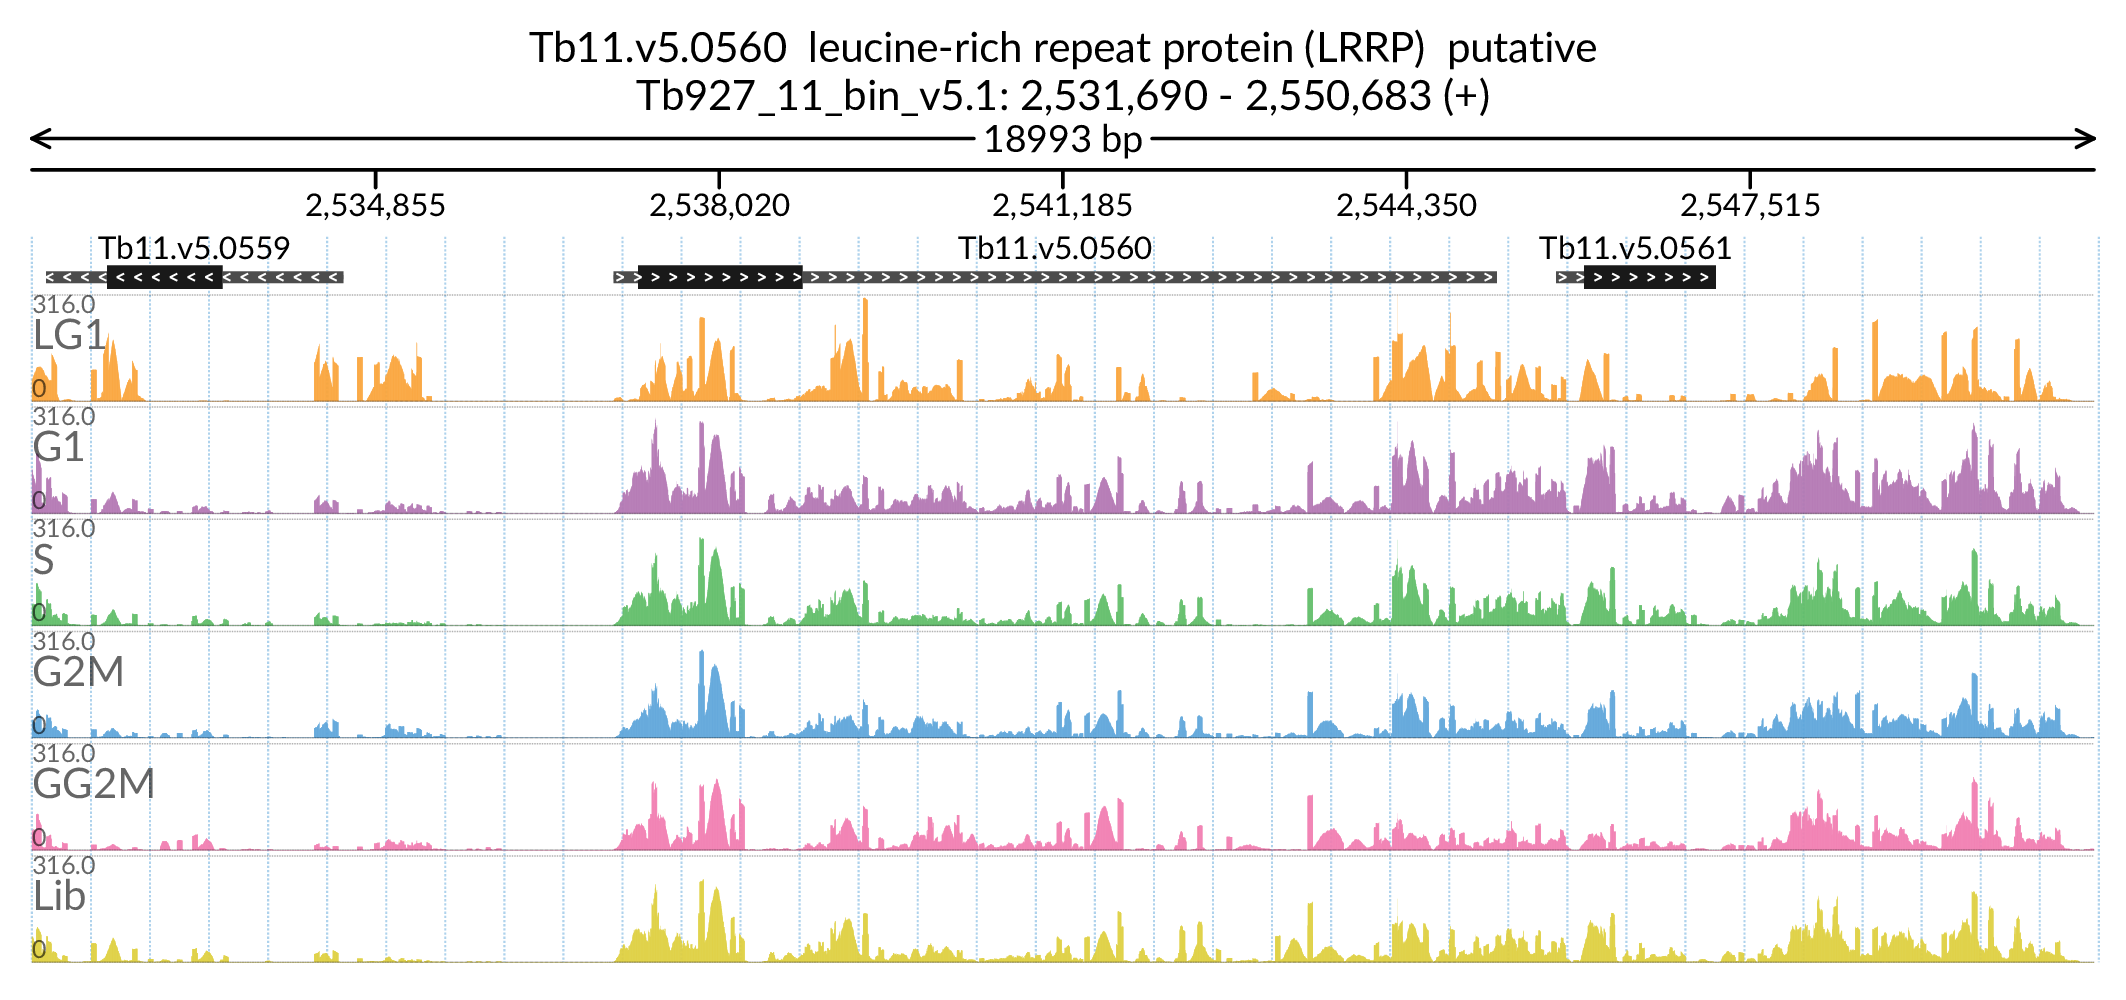 Tb11.v5.0560  leucine-rich repeat protein (LRRP)  putative
Tb927_11_bin_v5.1: 2,531,690 - 2,550,683 (+)
18993 bp
2,534,855 2,538,020 2,541,185 2,544,350 2,547,515
Tb11.v5.0559 Tb11.v5.0560 Tb11.v5.0561
316.0
LG1
0
316.0
G1
0
316.0
S
0
316.0
G2M
0
316.0
GG2M
0
316.0
Lib
0